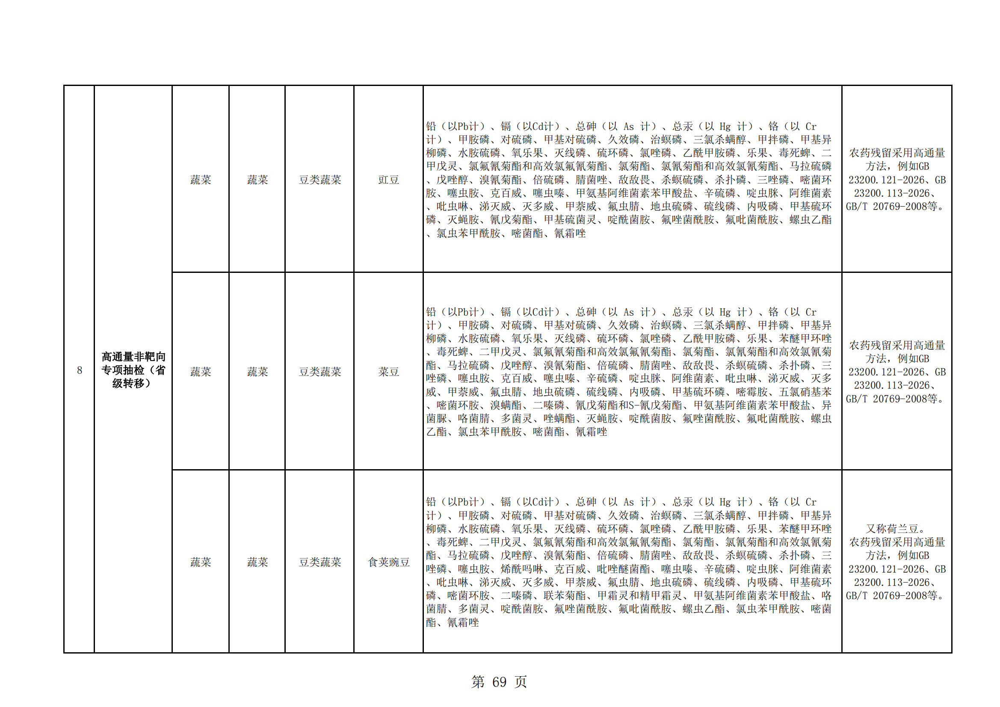 8
高通量非靶向
专项抽检（省
级转移）
蔬菜
蔬菜
豆类蔬菜
豇豆
铅（以Pb计）、镉（以Cd计）、总砷（以 As 计）、总汞（以 Hg 计）、铬（以 Cr
计）、甲胺磷、对硫磷、甲基对硫磷、久效磷、治螟磷、三氯杀螨醇、甲拌磷、甲基异
柳磷、水胺硫磷、氧乐果、灭线磷、硫环磷、氯唑磷、乙酰甲胺磷、乐果、毒死蜱、二
甲戊灵、氯氟氰菊酯和高效氯氟氰菊酯、氯菊酯、氯氰菊酯和高效氯氰菊酯、马拉硫磷
、戊唑醇、溴氰菊酯、倍硫磷、腈菌唑、敌敌畏、杀螟硫磷、杀扑磷、三唑磷、嘧菌环
胺、噻虫胺、克百威、噻虫嗪、甲氨基阿维菌素苯甲酸盐、辛硫磷、啶虫脒、阿维菌素
、吡虫啉、涕灭威、灭多威、甲萘威、氟虫腈、地虫硫磷、硫线磷、内吸磷、甲基硫环
磷、灭蝇胺、氰戊菊酯、甲基硫菌灵、啶酰菌胺、氟唑菌酰胺、氟吡菌酰胺、螺虫乙酯
、氯虫苯甲酰胺、嘧菌酯、氰霜唑
农药残留采用高通量
方法，例如GB
23200.121-2026、GB
23200.113-2026、
GB/T 20769-2008等。
蔬菜
蔬菜
豆类蔬菜
菜豆
铅（以Pb计）、镉（以Cd计）、总砷（以 As 计）、总汞（以 Hg 计）、铬（以 Cr
计）、甲胺磷、对硫磷、甲基对硫磷、久效磷、治螟磷、三氯杀螨醇、甲拌磷、甲基异
柳磷、水胺硫磷、氧乐果、灭线磷、硫环磷、氯唑磷、乙酰甲胺磷、乐果、苯醚甲环唑
、毒死蜱、二甲戊灵、氯氟氰菊酯和高效氯氟氰菊酯、氯菊酯、氯氰菊酯和高效氯氰菊
酯、马拉硫磷、戊唑醇、溴氰菊酯、倍硫磷、腈菌唑、敌敌畏、杀螟硫磷、杀扑磷、三
唑磷、噻虫胺、克百威、噻虫嗪、辛硫磷、啶虫脒、阿维菌素、吡虫啉、涕灭威、灭多
威、甲萘威、氟虫腈、地虫硫磷、硫线磷、内吸磷、甲基硫环磷、嘧霉胺、五氯硝基苯
、嘧菌环胺、溴螨酯、二嗪磷、氰戊菊酯和S-氰戊菊酯、甲氨基阿维菌素苯甲酸盐、异
菌脲、咯菌腈、多菌灵、唑螨酯、灭蝇胺、啶酰菌胺、氟唑菌酰胺、氟吡菌酰胺、螺虫
乙酯、氯虫苯甲酰胺、嘧菌酯、氰霜唑
农药残留采用高通量
方法，例如GB
23200.121-2026、GB
23200.113-2026、
GB/T 20769-2008等。
蔬菜
蔬菜
豆类蔬菜
食荚豌豆
铅（以Pb计）、镉（以Cd计）、总砷（以 As 计）、总汞（以 Hg 计）、铬（以 Cr
计）、甲胺磷、对硫磷、甲基对硫磷、久效磷、治螟磷、三氯杀螨醇、甲拌磷、甲基异
柳磷、水胺硫磷、氧乐果、灭线磷、硫环磷、氯唑磷、乙酰甲胺磷、乐果、苯醚甲环唑
、毒死蜱、二甲戊灵、氯氟氰菊酯和高效氯氟氰菊酯、氯菊酯、氯氰菊酯和高效氯氰菊
酯、马拉硫磷、戊唑醇、溴氰菊酯、倍硫磷、腈菌唑、敌敌畏、杀螟硫磷、杀扑磷、三
唑磷、噻虫胺、烯酰吗啉、克百威、吡唑醚菌酯、噻虫嗪、辛硫磷、啶虫脒、阿维菌素
、吡虫啉、涕灭威、灭多威、甲萘威、氟虫腈、地虫硫磷、硫线磷、内吸磷、甲基硫环
磷、嘧菌环胺、二嗪磷、联苯菊酯、甲霜灵和精甲霜灵、甲氨基阿维菌素苯甲酸盐、咯
菌腈、多菌灵、啶酰菌胺、氟唑菌酰胺、氟吡菌酰胺、螺虫乙酯、氯虫苯甲酰胺、嘧菌
酯、氰霜唑
又称荷兰豆。
农药残留采用高通量
方法，例如GB
23200.121-2026、GB
23200.113-2026、
GB/T 20769-2008等。
第 69 页